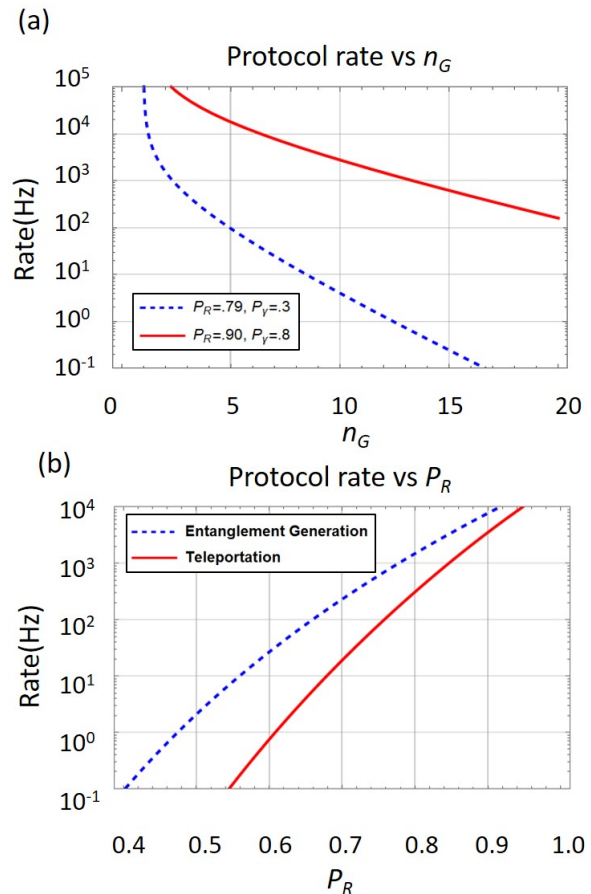 (a)
Protocol rate vs n_G
Rate(Hz)
10^5
10^4
10^3
10^2
10^1
10^0
10^-1
P_R=.79, P_γ=.3
P_R=.90, P_γ=.8
0 5 10 15 20
n_G
(b)
Protocol rate vs P_R
Rate(Hz)
10^4
10^3
10^2
10^1
10^0
10^-1
Entanglement Generation
Teleportation
0.4 0.5 0.6 0.7 0.8 0.9 1.0
P_R